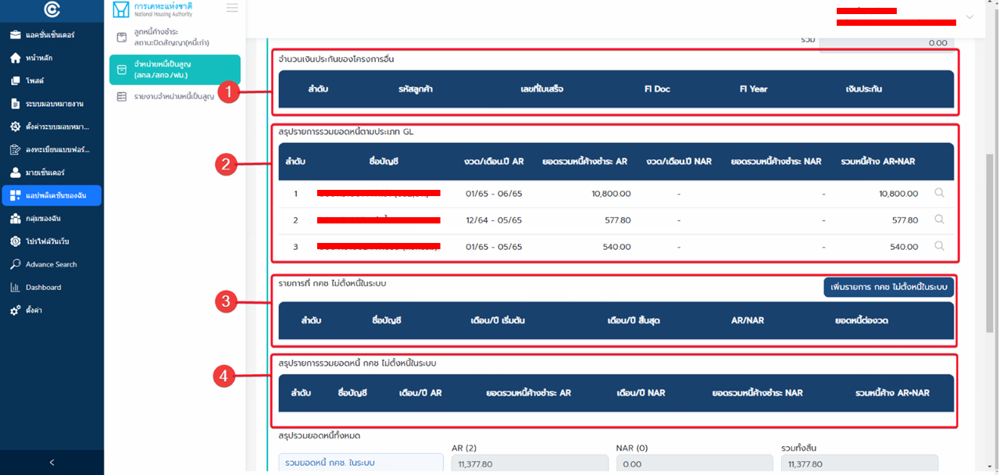 การเคหะแห่งชาติ
National Housing Authority
แอคชั่นเซ็นเตอร์
หน้าหลัก
โพสต์
ระบบมอบหมายงาน
ตั้งค่าระบบมอบหมา...
ลงทะเบียนแบบฟอร์...
มายเซ็นเตอร์
แอปพลิเคชันของฉัน
กลุ่มของฉัน
โปรไฟล์วันเว็บ
Advance Search
Dashboard
ตั้งค่า
ลูกหนี้ค้างชำระ
สถานะปิดสัญญา(หนี้เก่า)
จำหน่ายหนี้เป็นสูญ
(สคล./สคจ./ฟม.)
รายงานจำหน่ายหนี้เป็นสูญ
รวม
0.00
1
จำนวนเงินประกันของโครงการอื่น
ลำดับ รหัสลูกค้า เลขที่ใบเสร็จ FI Doc FI Year เงินประกัน
2
สรุปรายการรวมยอดหนี้ตามประเภท GL
ลำดับ ชื่อบัญชี งวด/เดือน.ปี AR ยอดรวมหนี้ค้างชำระ AR งวด/เดือน.ปี NAR ยอดรวมหนี้ค้างชำระ NAR รวมหนี้ค้าง AR+NAR
1 01/65 - 06/65 10,800.00 - - 10,800.00
2 12/64 - 05/65 577.80 - - 577.80
3 01/65 - 05/65 540.00 - - 540.00
3
รายการที่ กคช ไม่ตั้งหนี้ในระบบ
เพิ่มรายการ กคช ไม่ตั้งหนี้ในระบบ
ลำดับ ชื่อบัญชี เดือน/ปี เริ่มต้น เดือน/ปี สิ้นสุด AR/NAR ยอดหนี้ต่องวด
4
สรุปรายการรวมยอดหนี้ กคช ไม่ตั้งหนี้ในระบบ
ลำดับ ชื่อบัญชี เดือน/ปี AR ยอดรวมหนี้ค้างชำระ AR เดือน/ปี NAR ยอดรวมหนี้ค้างชำระ NAR รวมหนี้ค้าง AR+NAR
สรุปรวมยอดหนี้ทั้งหมด
AR (2) NAR (0) รวมทั้งสิ้น
รวมยอดหนี้ กคช. ในระบบ 11,377.80 0.00 11,377.80